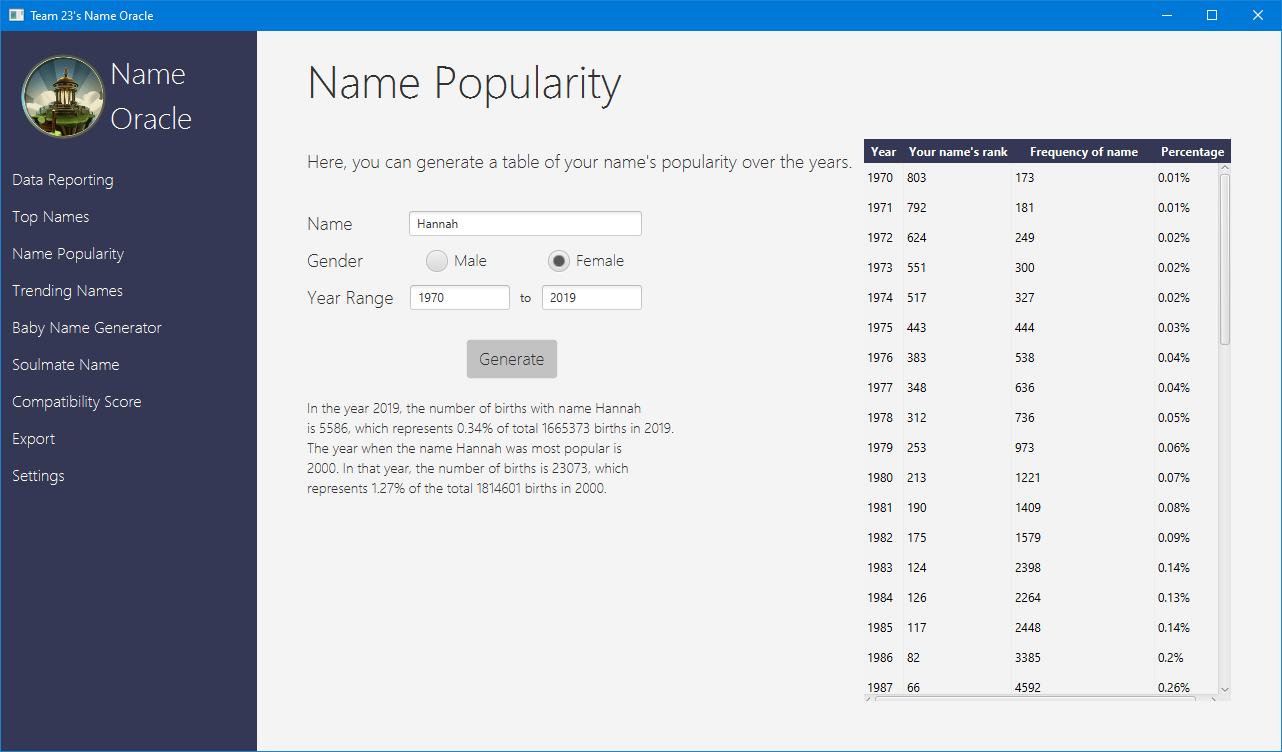 Team 23's Name Oracle
Name
Oracle
Data Reporting
Top Names
Name Popularity
Trending Names
Baby Name Generator
Soulmate Name
Compatibility Score
Export
Settings
Name Popularity
Here, you can generate a table of your name's popularity over the years.
Name Hannah
Gender Male Female
Year Range 1970 to 2019
Generate
In the year 2019, the number of births with name Hannah
is 5586, which represents 0.34% of total 1665373 births in 2019.
The year when the name Hannah was most popular is
2000. In that year, the number of births is 23073, which
represents 1.27% of the total 1814601 births in 2000.
Year Your name's rank Frequency of name Percentage
1970 803 173 0.01%
1971 792 181 0.01%
1972 624 249 0.02%
1973 551 300 0.02%
1974 517 327 0.02%
1975 443 444 0.03%
1976 383 538 0.04%
1977 348 636 0.04%
1978 312 736 0.05%
1979 253 973 0.06%
1980 213 1221 0.07%
1981 190 1409 0.08%
1982 175 1579 0.09%
1983 124 2398 0.14%
1984 126 2264 0.13%
1985 117 2448 0.14%
1986 82 3385 0.2%
1987 66 4592 0.26%